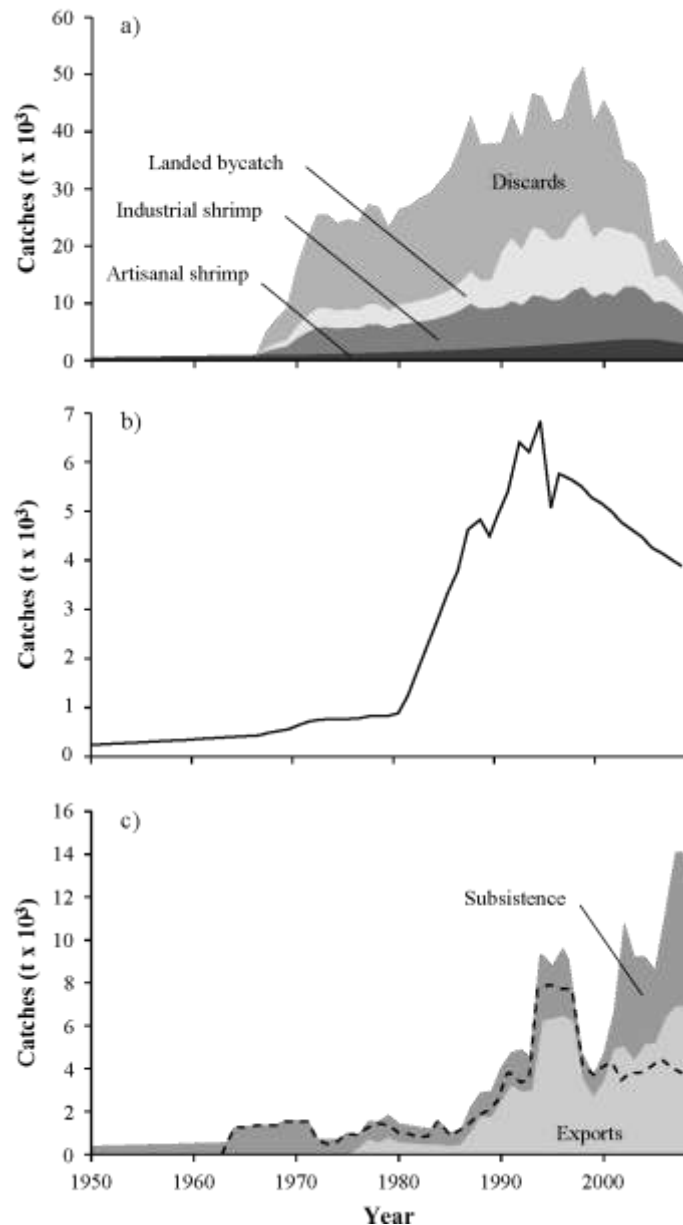 a)
60
50
40
30
20
10
0
Catches (t x 10³)
Landed bycatch
Industrial shrimp
Artisanal shrimp
Discards
b)
7
6
5
4
3
2
1
0
Catches (t x 10³)
c)
16
14
12
10
8
6
4
2
0
Catches (t x 10³)
Subsistence
Exports
1950 1960 1970 1980 1990 2000
Year